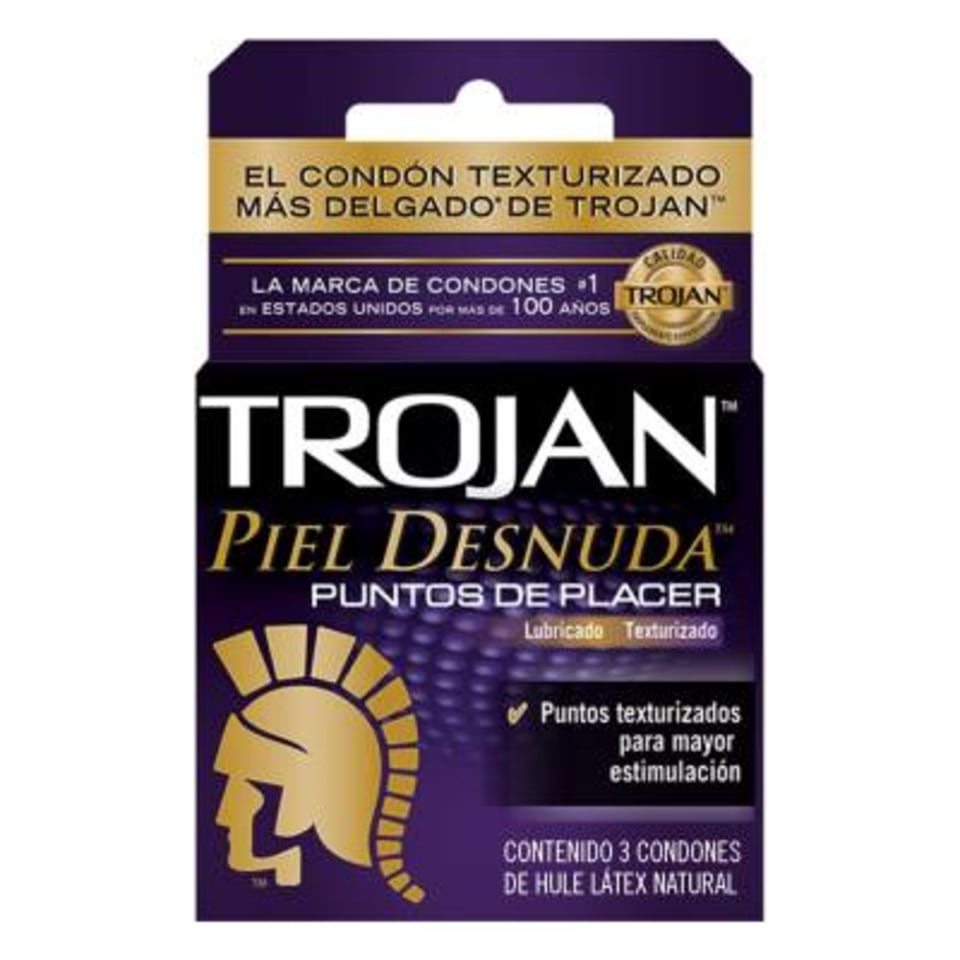 EL CONDÓN TEXTURIZADO
MÁS DELGADO* DE TROJAN™
LA MARCA DE CONDONES #1
EN ESTADOS UNIDOS POR MÁS DE 100 AÑOS
CALIDAD
TROJAN
TROJAN™
PIEL DESNUDA™
PUNTOS DE PLACER
Lubricado Texturizado
✓ Puntos texturizados
para mayor
estimulación
CONTENIDO 3 CONDONES
DE HULE LÁTEX NATURAL
™